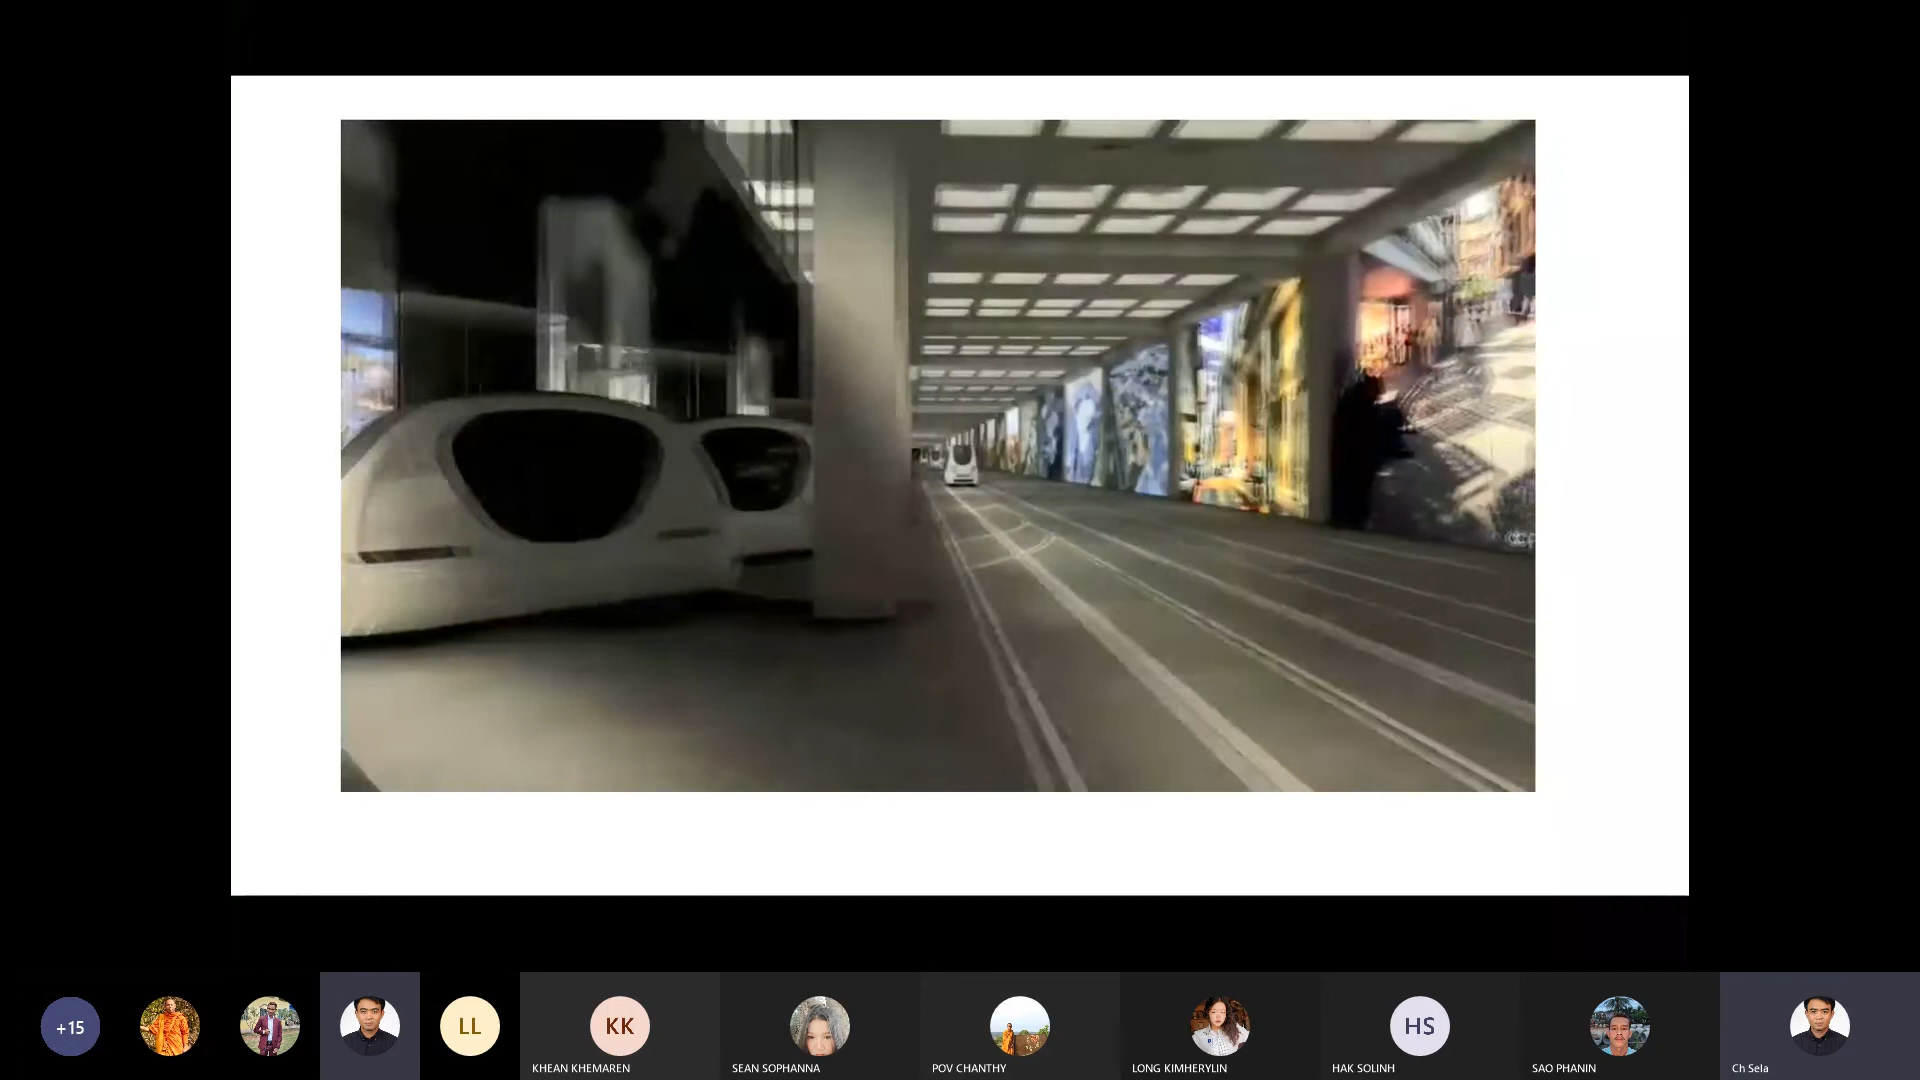 +15
LL
KK
KHEAN KHEMAREN
SEAN SOPHANNA
POV CHANTHY
LONG KIMHERYLIN
HS
HAK SOLINH
SAO PHANIN
Ch Sela